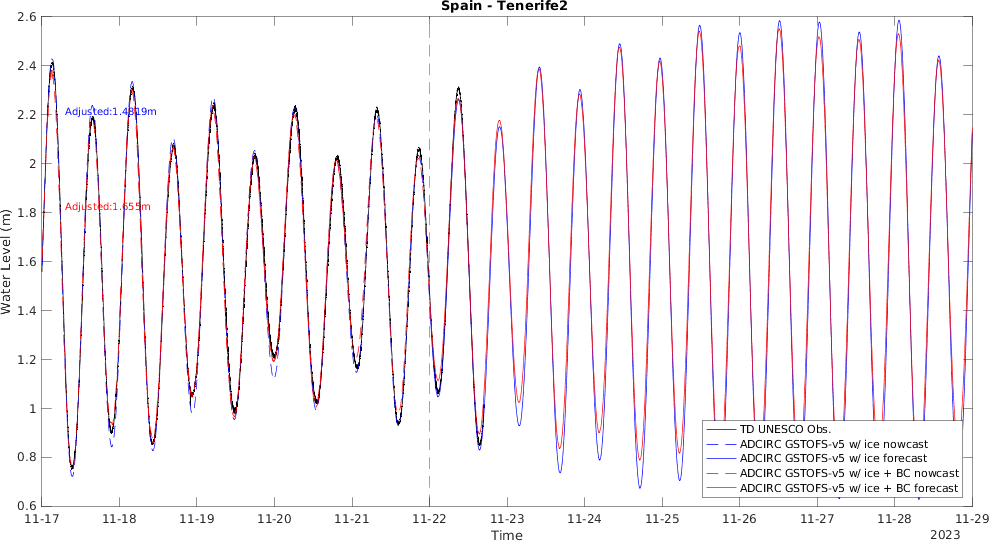 Spain - Tenerife2
2.6
2.4
2.2
2
1.8
1.6
1.4
1.2
1
0.8
0.6
Water Level (m)
Adjusted:1.4819m
Adjusted:1.655m
TD UNESCO Obs.
ADCIRC GSTOFS-v5 w/ ice nowcast
ADCIRC GSTOFS-v5 w/ ice forecast
ADCIRC GSTOFS-v5 w/ ice + BC nowcast
ADCIRC GSTOFS-v5 w/ ice + BC forecast
11-17 11-18 11-19 11-20 11-21 11-22 11-23 11-24 11-25 11-26 11-27 11-28 11-29
Time
2023